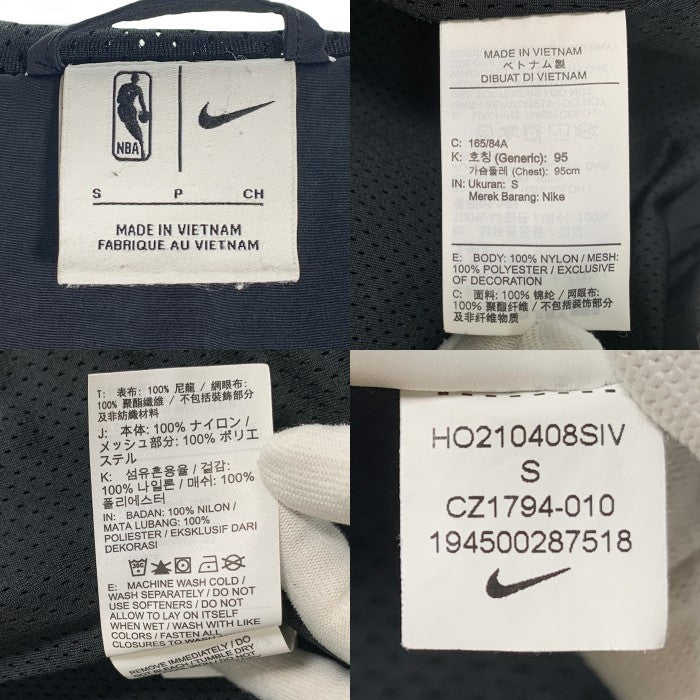 NBA
S P CH
MADE IN VIETNAM
FABRIQUE AU VIETNAM
MADE IN VIETNAM
ベトナム製
DIBUAT DI VIETNAM
C: 165/84A
K: 호칭 (Generic): 95
가슴둘레 (Chest): 95cm
IN: Ukuran: S
Merek Barang: Nike
E: BODY: 100% NYLON / MESH:
100% POLYESTER / EXCLUSIVE
OF DECORATION
C: 面料: 100% 锦纶 / 网眼布:
100% 聚酯纤维 / 不包括装饰部分
及非纤维物质
T: 表布: 100% 尼龍 / 網眼布:
100% 聚酯纖維 / 不包括裝飾部分
及非紡織材料
J: 本体: 100% ナイロン /
メッシュ部分: 100% ポリエ
ステル
K: 섬유혼용율 / 겉감:
100% 나일론 / 매쉬: 100%
폴리에스터
IN: BADAN: 100% NILON /
MATA LUBANG: 100%
POLIESTER / EKSKLUSIF DARI
DEKORASI
E: MACHINE WASH COLD /
WASH SEPARATELY / DO NOT
USE SOFTENERS / DO NOT
ALLOW TO LAY ON ITSELF
WHEN WET / WASH WITH LIKE
COLORS / FASTEN ALL
REMOVE IMMEDIATELY / DO
NOT BLEACH / TUMBLE DRY
HO210408SIV
S
CZ1794-010
194500287518